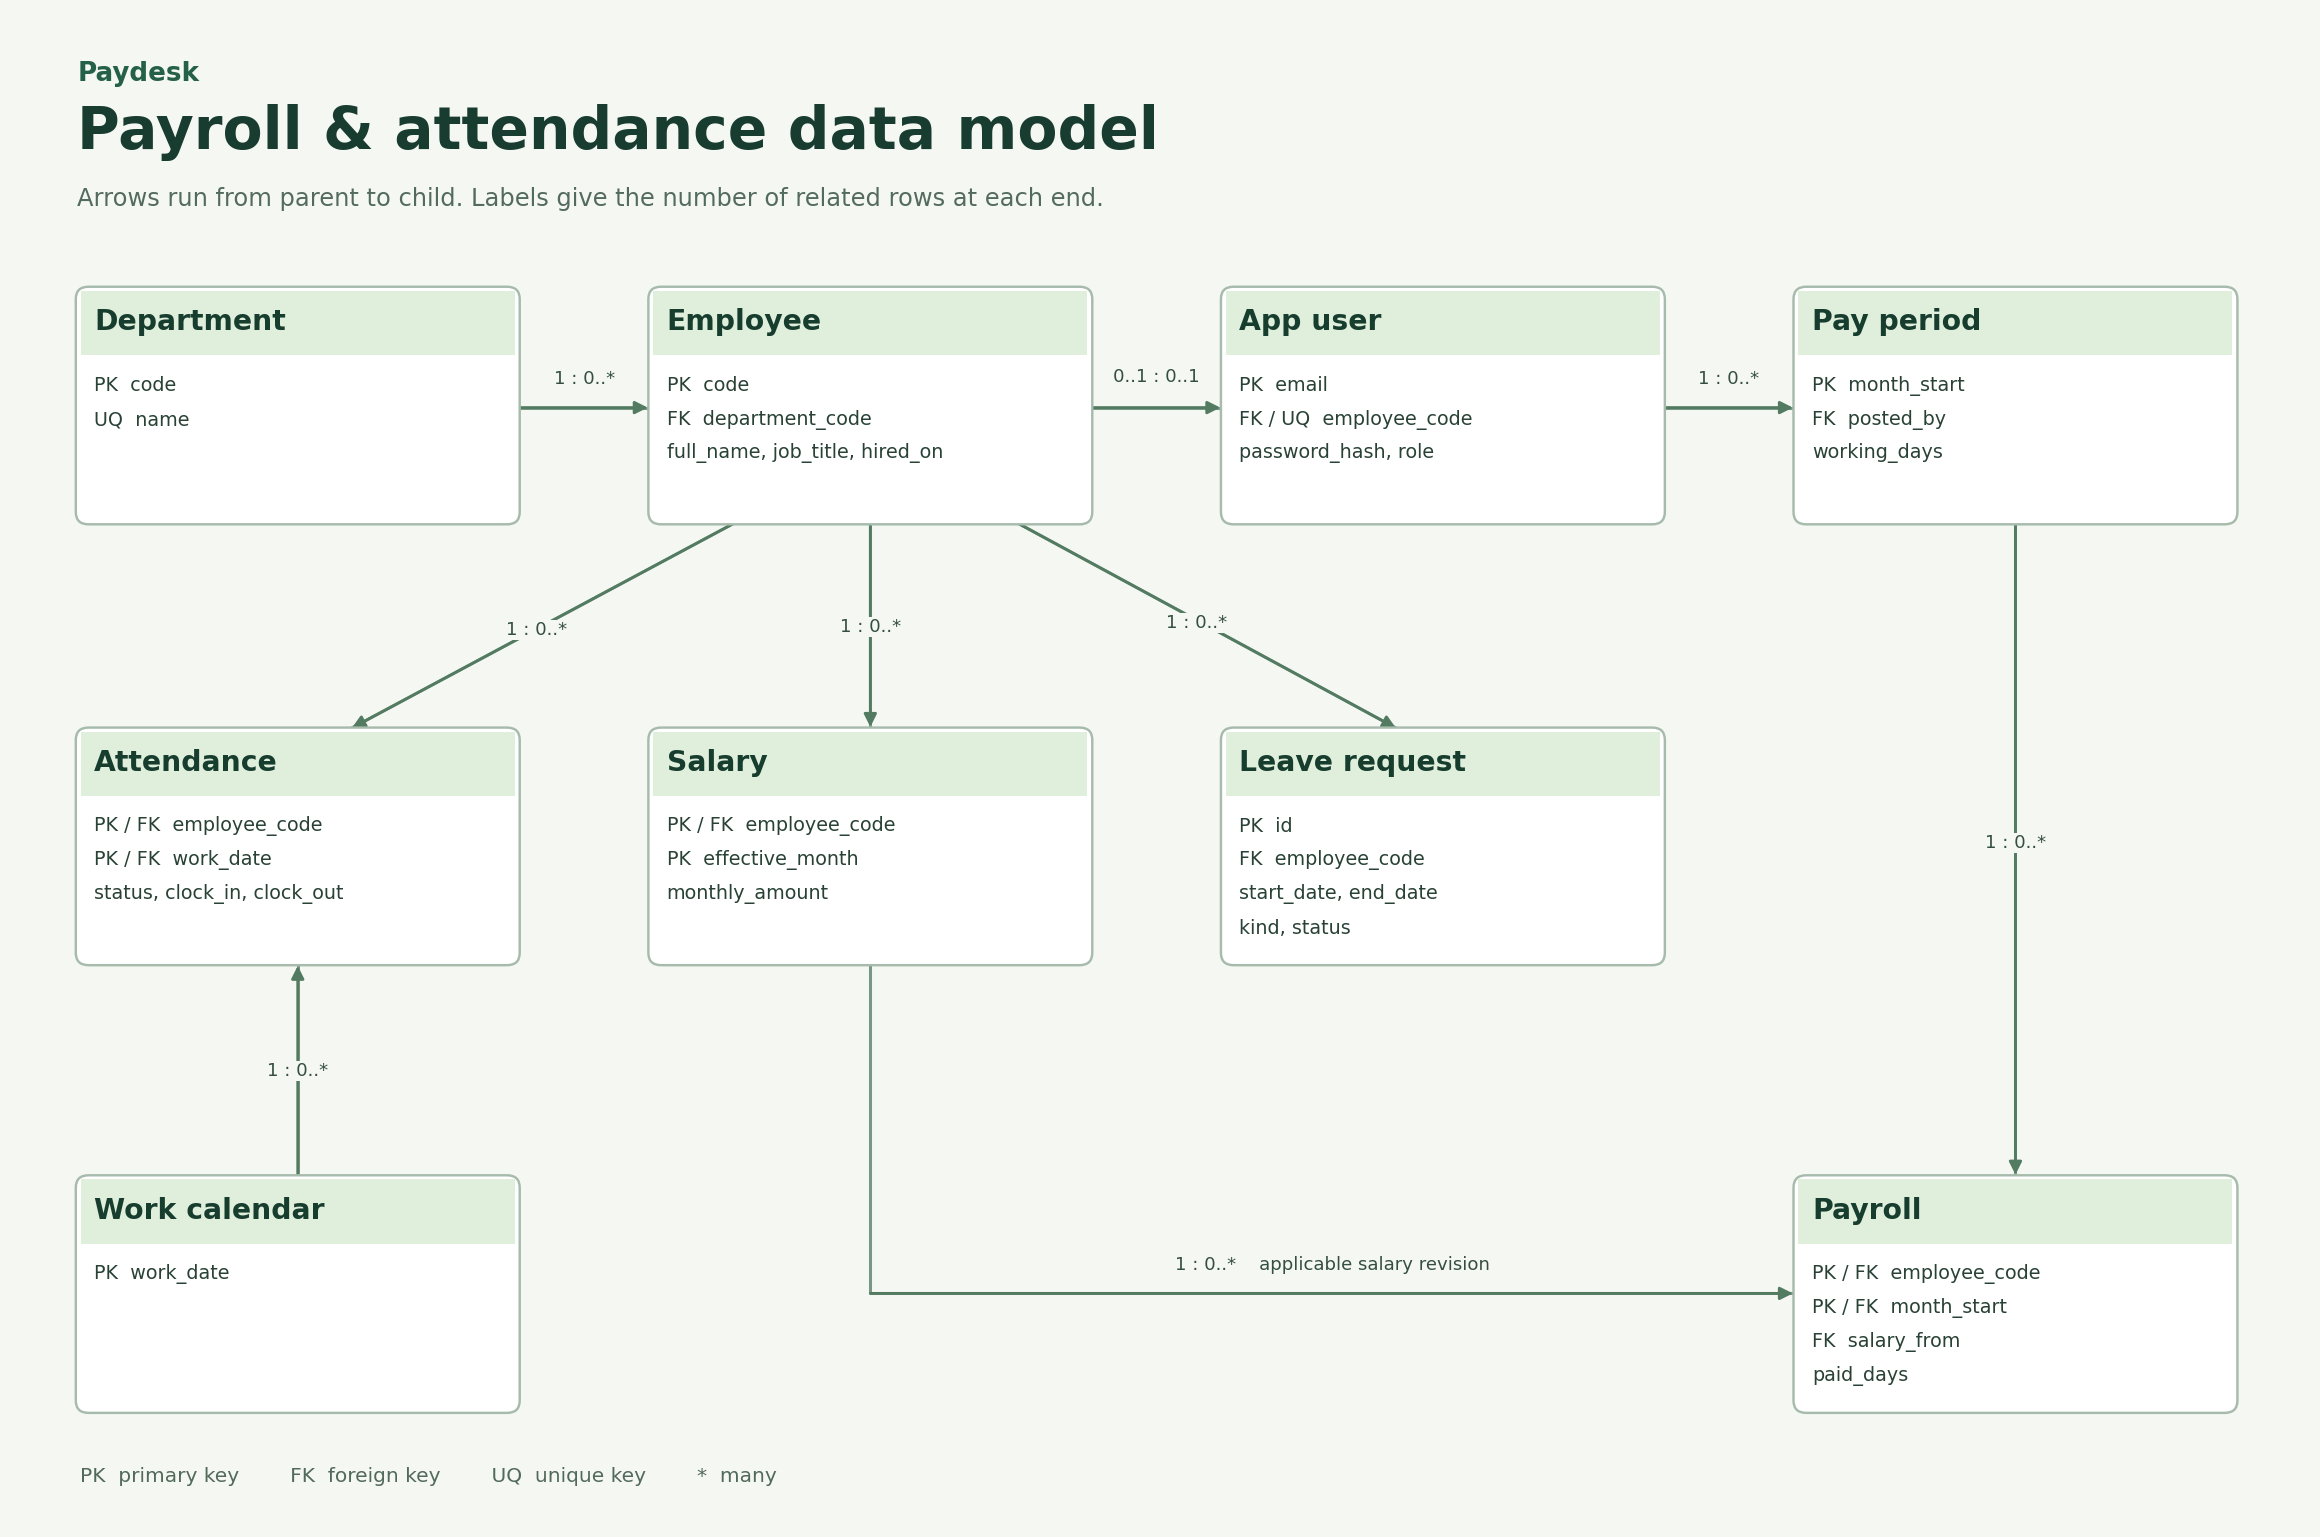 Paydesk
Payroll & attendance data model
Arrows run from parent to child. Labels give the number of related rows at each end.
Department
PK  code
UQ  name
1 : 0..*
Employee
PK  code
FK  department_code
full_name, job_title, hired_on
0..1 : 0..1
App user
PK  email
FK / UQ  employee_code
password_hash, role
1 : 0..*
Pay period
PK  month_start
FK  posted_by
working_days
1 : 0..*
1 : 0..*
1 : 0..*
Attendance
PK / FK  employee_code
PK / FK  work_date
status, clock_in, clock_out
Salary
PK / FK  employee_code
PK  effective_month
monthly_amount
Leave request
PK  id
FK  employee_code
start_date, end_date
kind, status
1 : 0..*
1 : 0..*
Work calendar
PK  work_date
1 : 0..*    applicable salary revision
Payroll
PK / FK  employee_code
PK / FK  month_start
FK  salary_from
paid_days
PK  primary key    FK  foreign key    UQ  unique key    *  many